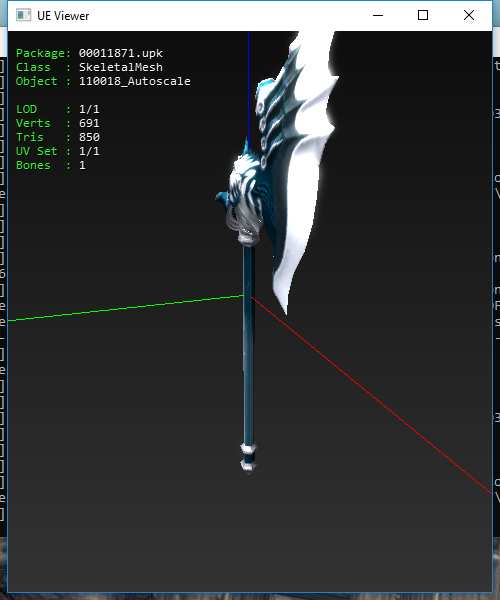 UE Viewer
Package: 00011871.upk
Class  : SkeletalMesh
Object : 110018_Autoscale
LOD    : 1/1
Verts  : 691
Tris   : 850
UV Set : 1/1
Bones  : 1